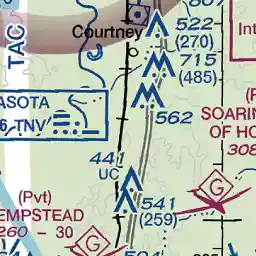 Courtney
522
(270)
TAC
715
(485)
Int
ASOTA
6 TNV
562
SOARIN
OF HO
308
441
UC
(Pvt)
541
(259)
EMPSTEAD
260 - 30
G
G